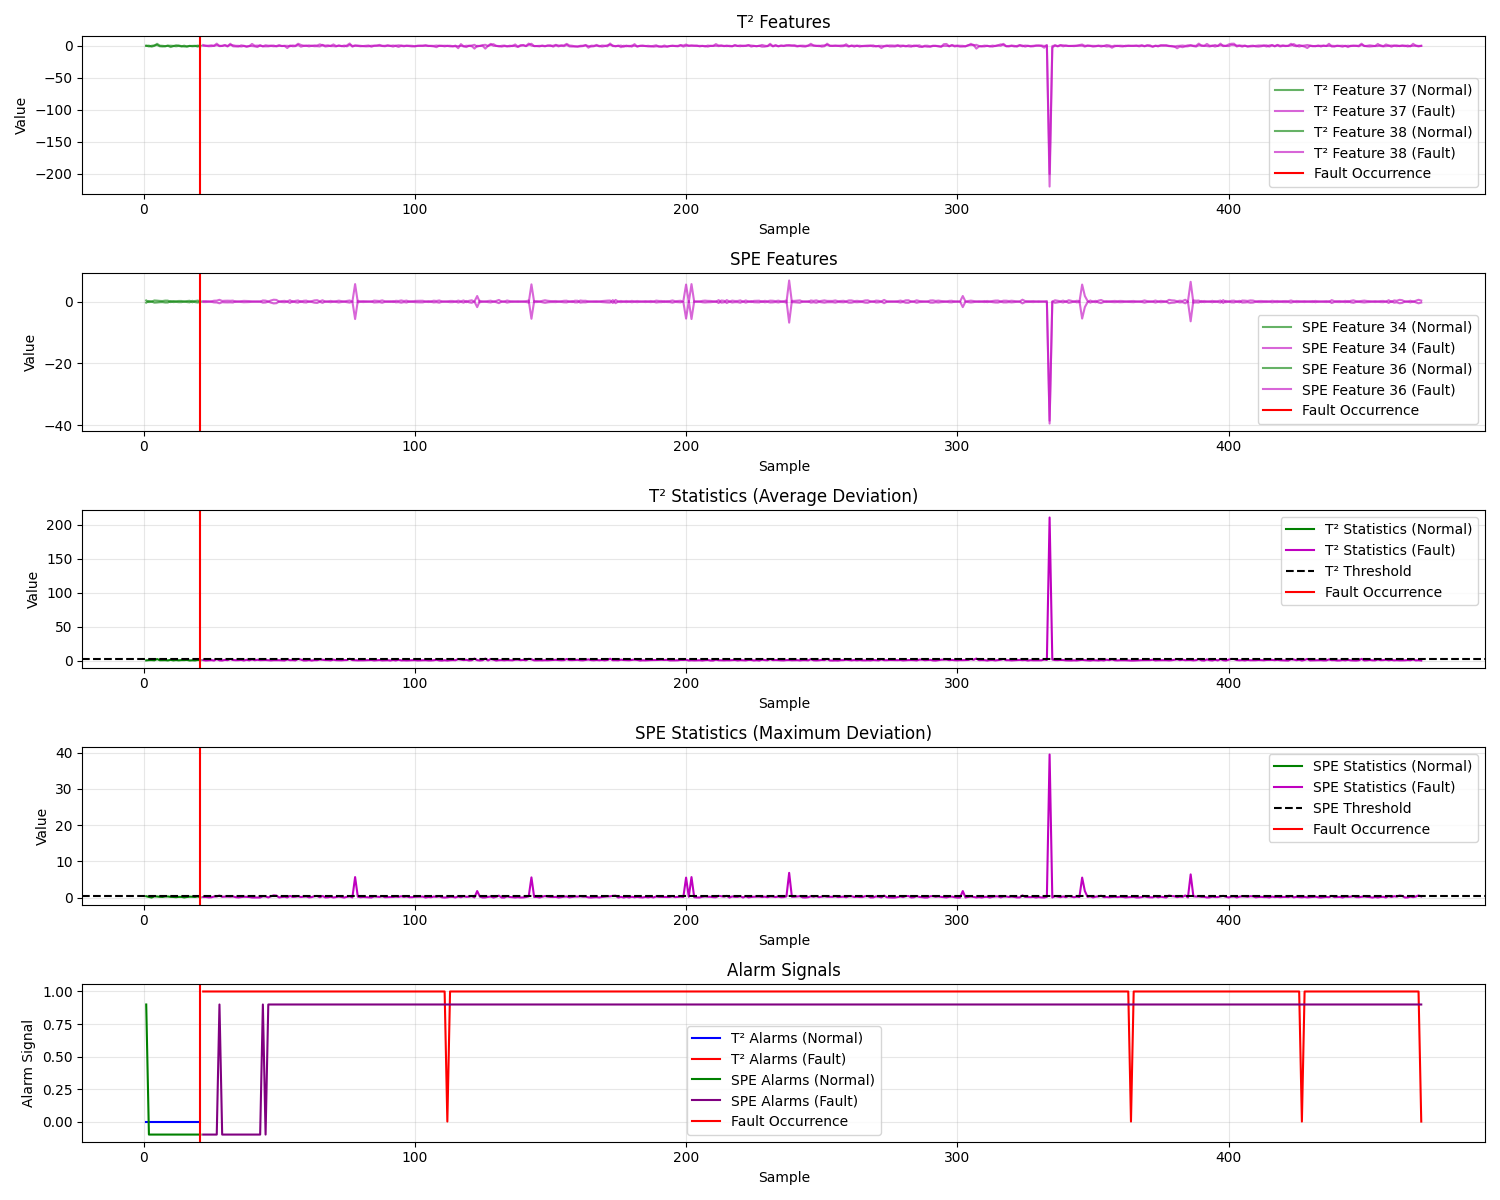 T² Features
Value
0
−50
−100
−150
−200
T² Feature 37 (Normal)
T² Feature 37 (Fault)
T² Feature 38 (Normal)
T² Feature 38 (Fault)
Fault Occurrence
0 100 200 300 400
Sample
SPE Features
Value
0
−20
−40
SPE Feature 34 (Normal)
SPE Feature 34 (Fault)
SPE Feature 36 (Normal)
SPE Feature 36 (Fault)
Fault Occurrence
0 100 200 300 400
Sample
T² Statistics (Average Deviation)
Value
200
150
100
50
0
T² Statistics (Normal)
T² Statistics (Fault)
T² Threshold
Fault Occurrence
0 100 200 300 400
Sample
SPE Statistics (Maximum Deviation)
Value
40
30
20
10
0
SPE Statistics (Normal)
SPE Statistics (Fault)
SPE Threshold
Fault Occurrence
0 100 200 300 400
Sample
Alarm Signals
Alarm Signal
1.00
0.75
0.50
0.25
0.00
T² Alarms (Normal)
T² Alarms (Fault)
SPE Alarms (Normal)
SPE Alarms (Fault)
Fault Occurrence
0 100 200 300 400
Sample